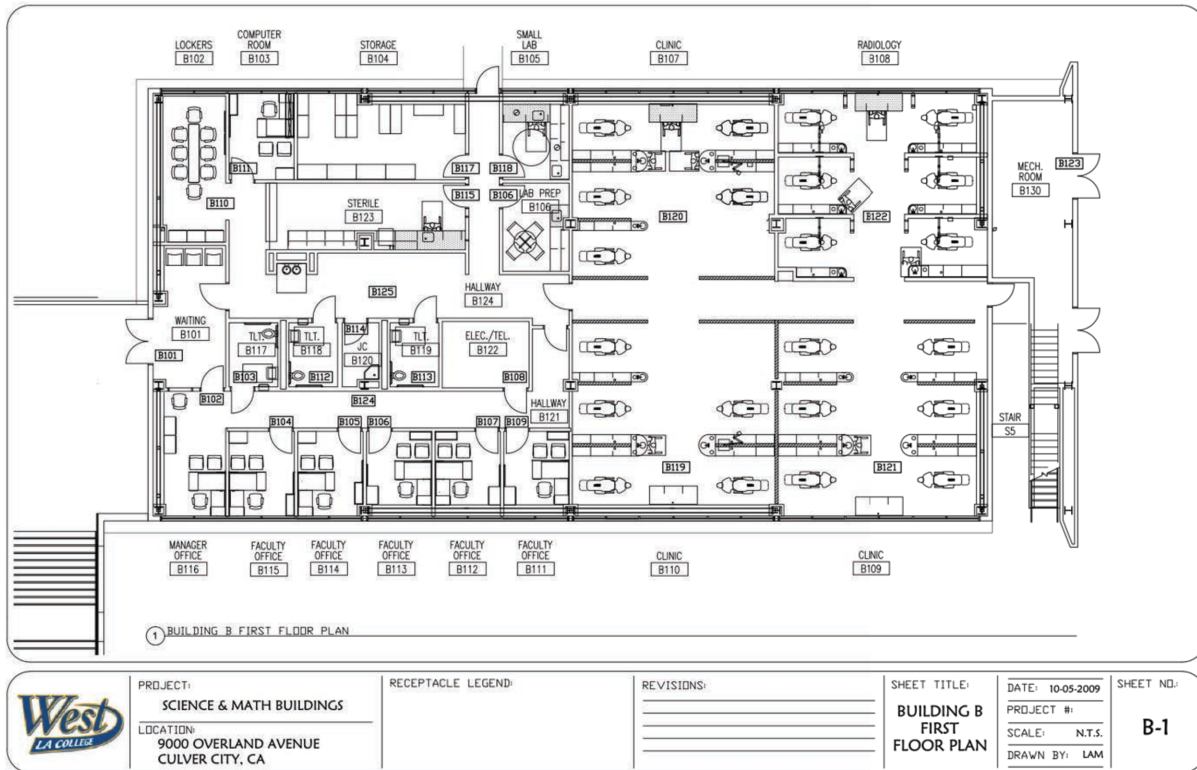 LOCKERS
B102
COMPUTER
ROOM
B103
STORAGE
B104
SMALL
LAB
B105
CLINIC
B107
RADIOLOGY
B108
B111
B117
B118
B110
B115
B106
LAB PREP
B106
STERILE
B123
B120
B122
B123
MECH.
ROOM
B130
B125
HALLWAY
B124
WAITING
B101
B101
TLT.
B117
B103
TLT.
B118
B112
B114
JC
B120
TLT.
B119
B113
ELEC./TEL.
B122
B108
B102
B124
HALLWAY
B121
B104
B105
B106
B107
B109
STAIR
S5
B119
B121
MANAGER
OFFICE
B116
FACULTY
OFFICE
B115
FACULTY
OFFICE
B114
FACULTY
OFFICE
B113
FACULTY
OFFICE
B112
FACULTY
OFFICE
B111
CLINIC
B110
CLINIC
B109
1 BUILDING B FIRST FLOOR PLAN
West
LA COLLEGE
PROJECT:
SCIENCE & MATH BUILDINGS
LOCATION:
9000 OVERLAND AVENUE
CULVER CITY, CA
RECEPTACLE LEGEND:
REVISIONS:
SHEET TITLE:
BUILDING B
FIRST
FLOOR PLAN
DATE: 10-05-2009
PROJECT #:
SCALE: N.T.S.
DRAWN BY: LAM
SHEET NO.:
B-1